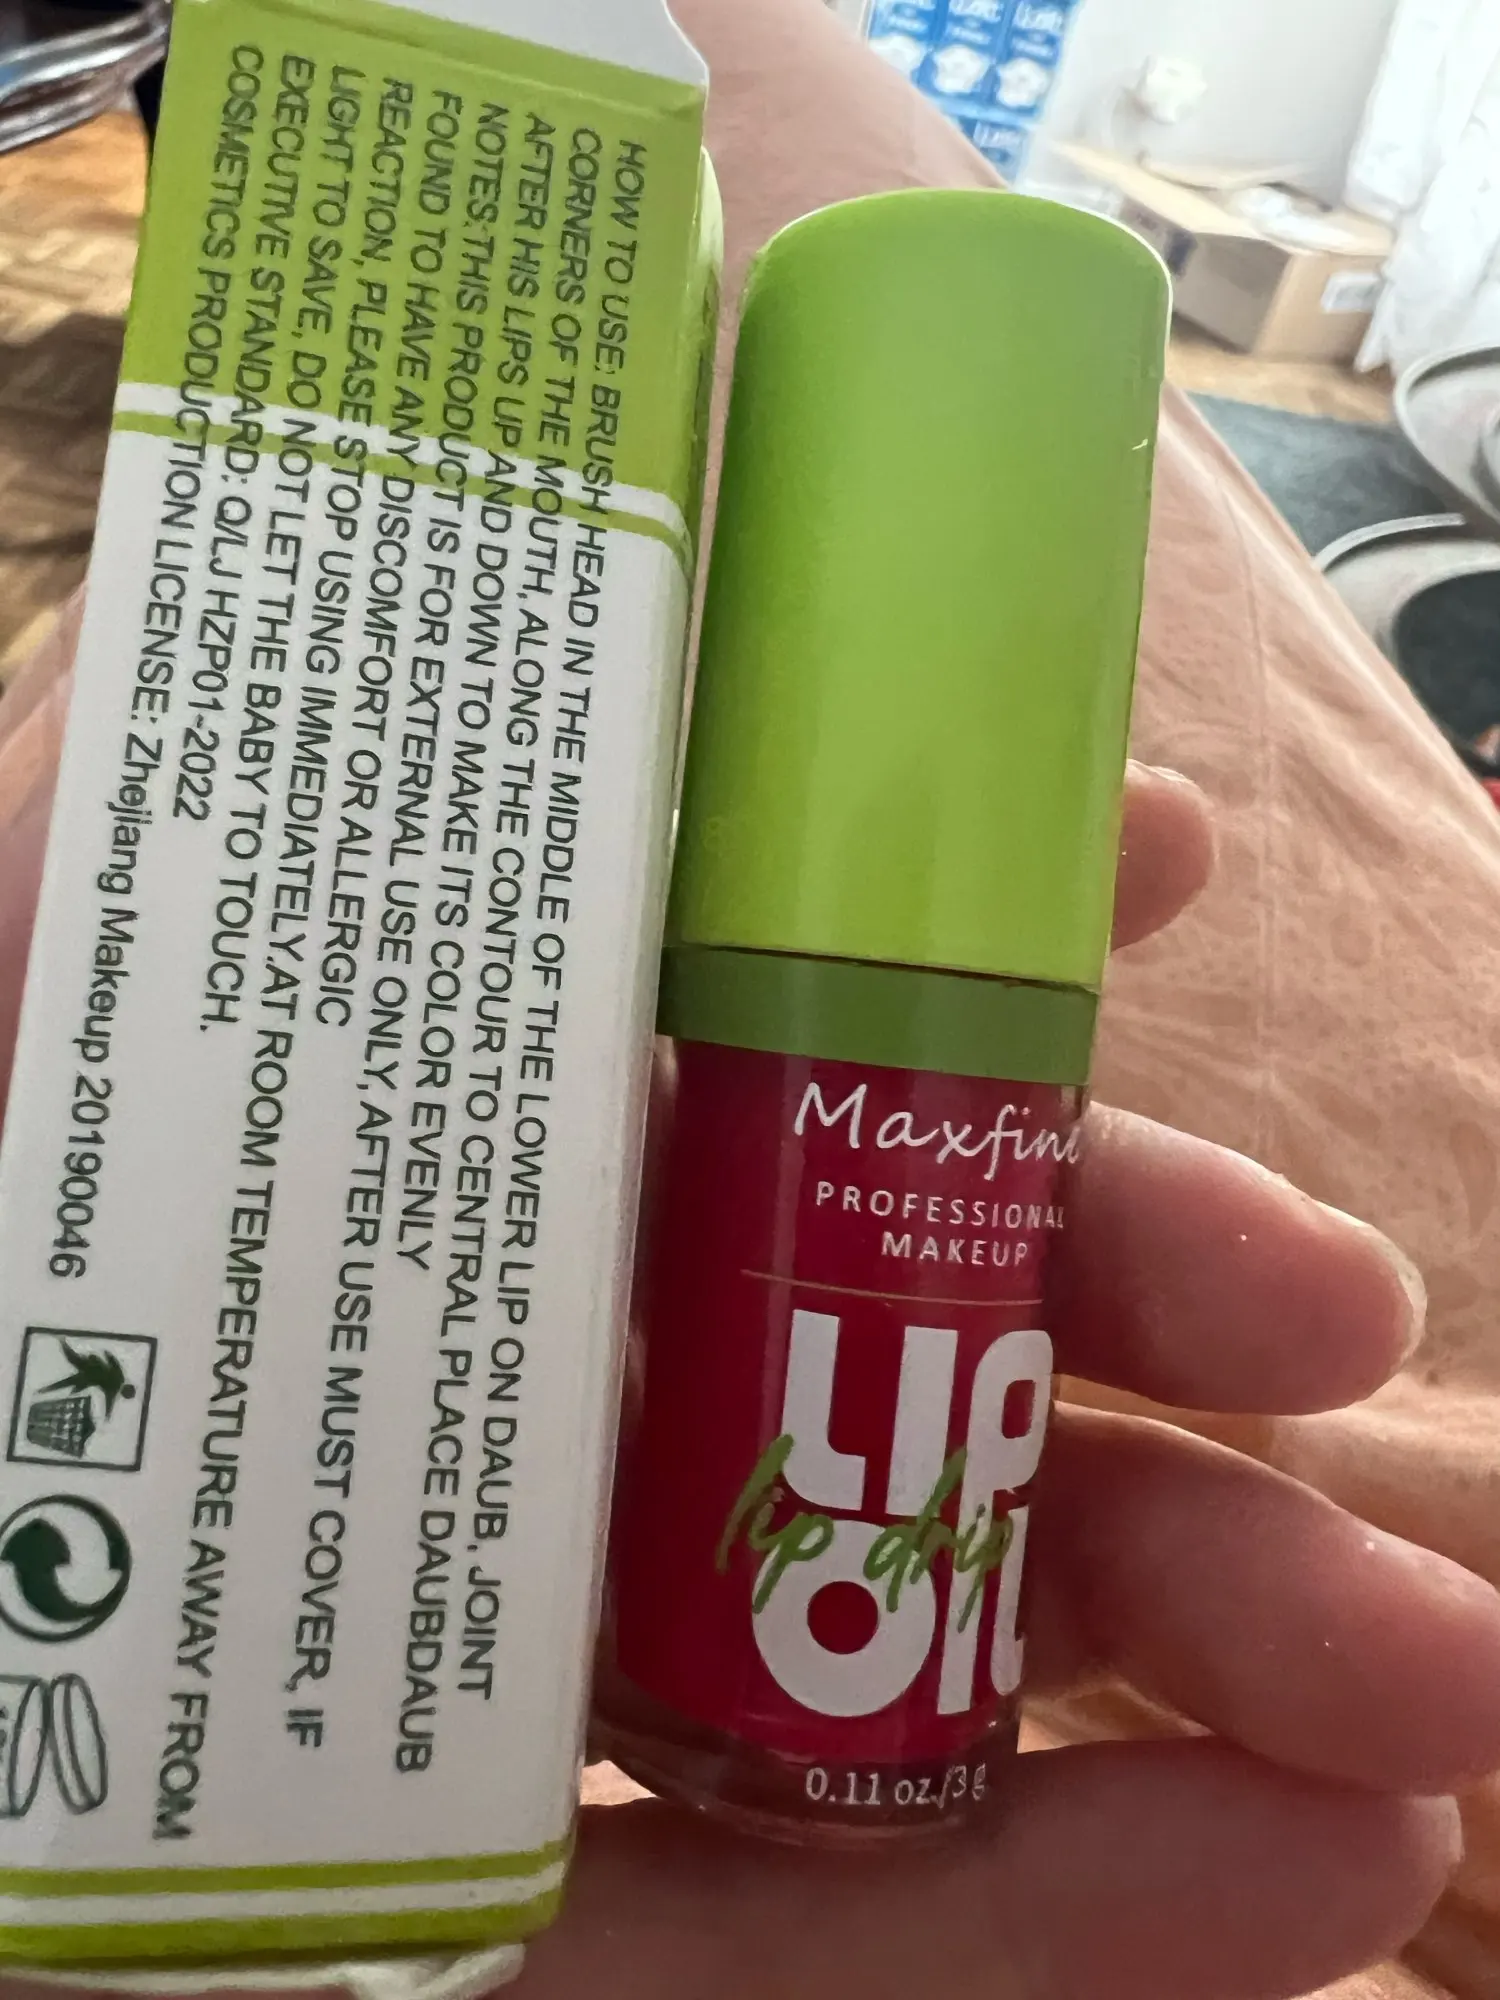 HOW TO USE: BRUSH HEAD IN THE MIDDLE OF THE LOWER LIP ON DAUB, JOINT
CORNERS OF THE MOUTH, ALONG THE CONTOUR TO CENTRAL PLACE DAUBDAUB
AFTER HIS LIPS UP AND DOWN TO MAKE ITS COLOR EVENLY
NOTES:THIS PRODUCT IS FOR EXTERNAL USE ONLY, AFTER USE MUST COVER, IF
FOUND TO HAVE ANY DISCOMFORT OR ALLERGIC
REACTION, PLEASE STOP USING IMMEDIATELY.AT ROOM TEMPERATURE AWAY FROM
LIGHT TO SAVE, DO NOT LET THE BABY TO TOUCH.
EXECUTIVE STANDARD: Q/LJ HZP01-2022
COSMETICS PRODUCTION LICENSE: Zhejiang Makeup 20190046
Maxfine
PROFESSIONAL
MAKEUP
LIP
OIL
lip drip
0.11 oz./3 g